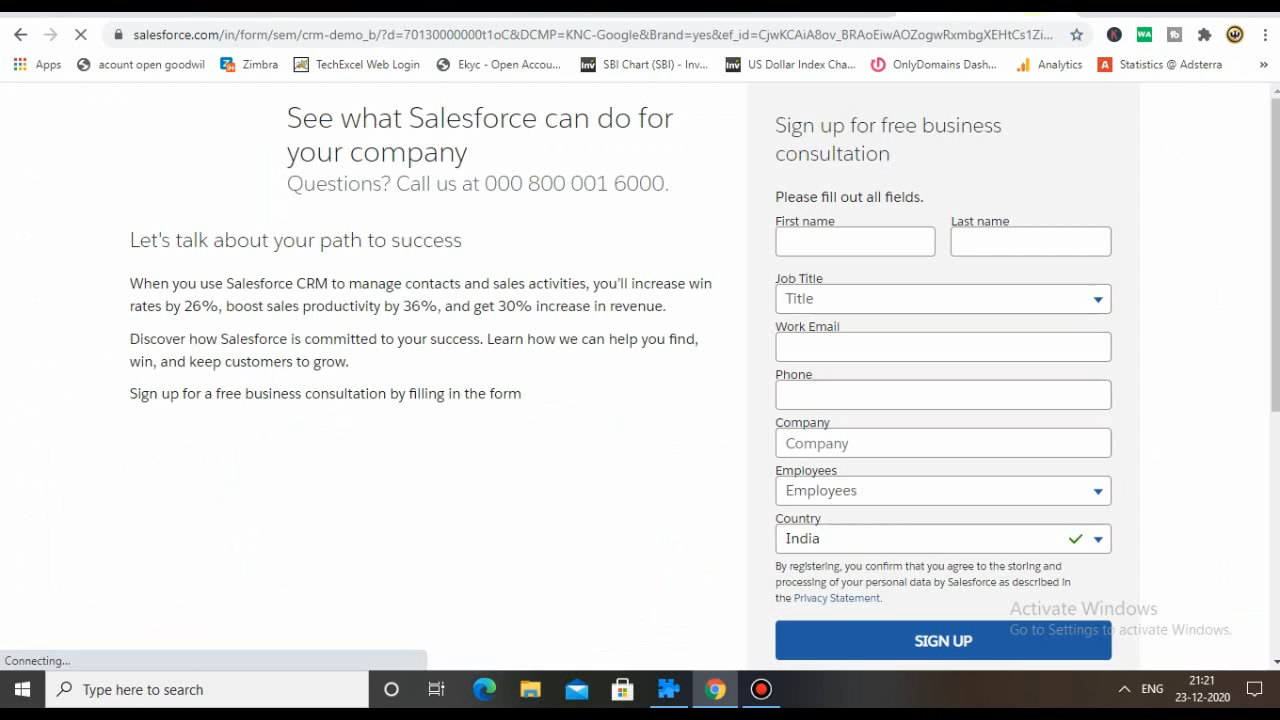 salesforce.com/in/form/sem/crm-demo_b/?d=70130000000t1oC&DCMP=KNC-Google&Brand=yes&ef_id=CjwKCAiA8ov_BRAoEiwAOZogwRxmbgXEHtCs1Zi...
Apps acount open goodwil Zimbra TechExcel Web Login Ekyc - Open Accou... SBI Chart (SBI) - Inv... US Dollar Index Cha... OnlyDomains Dash... Analytics Statistics @ Adsterra »
See what Salesforce can do for
your company
Questions? Call us at 000 800 001 6000.
Let's talk about your path to success
When you use Salesforce CRM to manage contacts and sales activities, you’ll increase win
rates by 26%, boost sales productivity by 36%, and get 30% increase in revenue.
Discover how Salesforce is committed to your success. Learn how we can help you find,
win, and keep customers to grow.
Sign up for a free business consultation by filling in the form
Sign up for free business
consultation
Please fill out all fields.
First name Last name
Job Title
Title
Work Email
Phone
Company
Company
Employees
Employees
Country
India
By registering, you confirm that you agree to the storing and
processing of your personal data by Salesforce as described in
the Privacy Statement.
SIGN UP
Activate Windows
Go to Settings to activate Windows.
Connecting...
Type here to search
ENG
21:21
23-12-2020